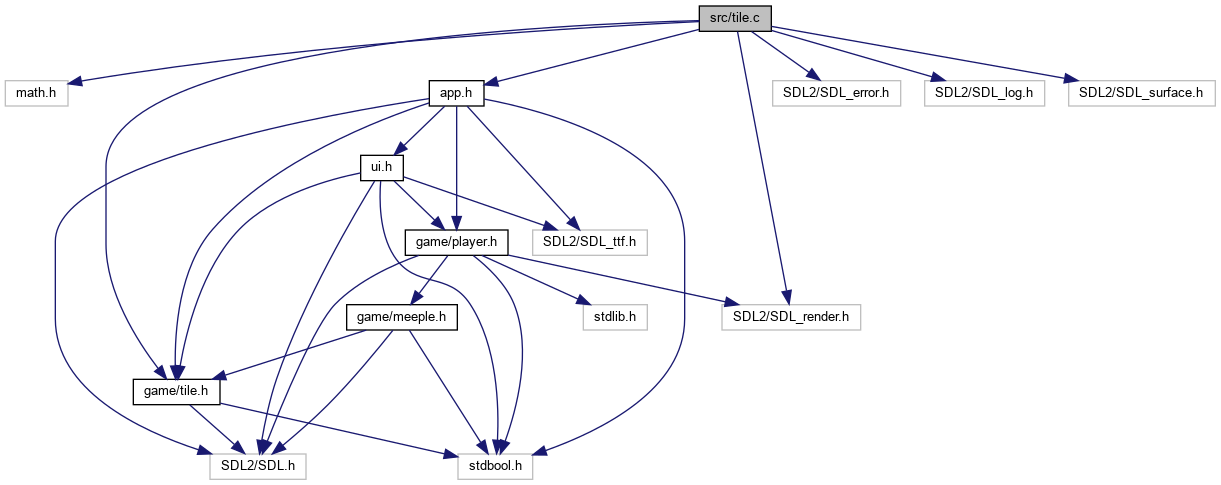 src/tile.c
math.h
app.h
SDL2/SDL_error.h
SDL2/SDL_log.h
SDL2/SDL_surface.h
ui.h
game/player.h
SDL2/SDL_ttf.h
game/meeple.h
stdlib.h
SDL2/SDL_render.h
game/tile.h
SDL2/SDL.h
stdbool.h